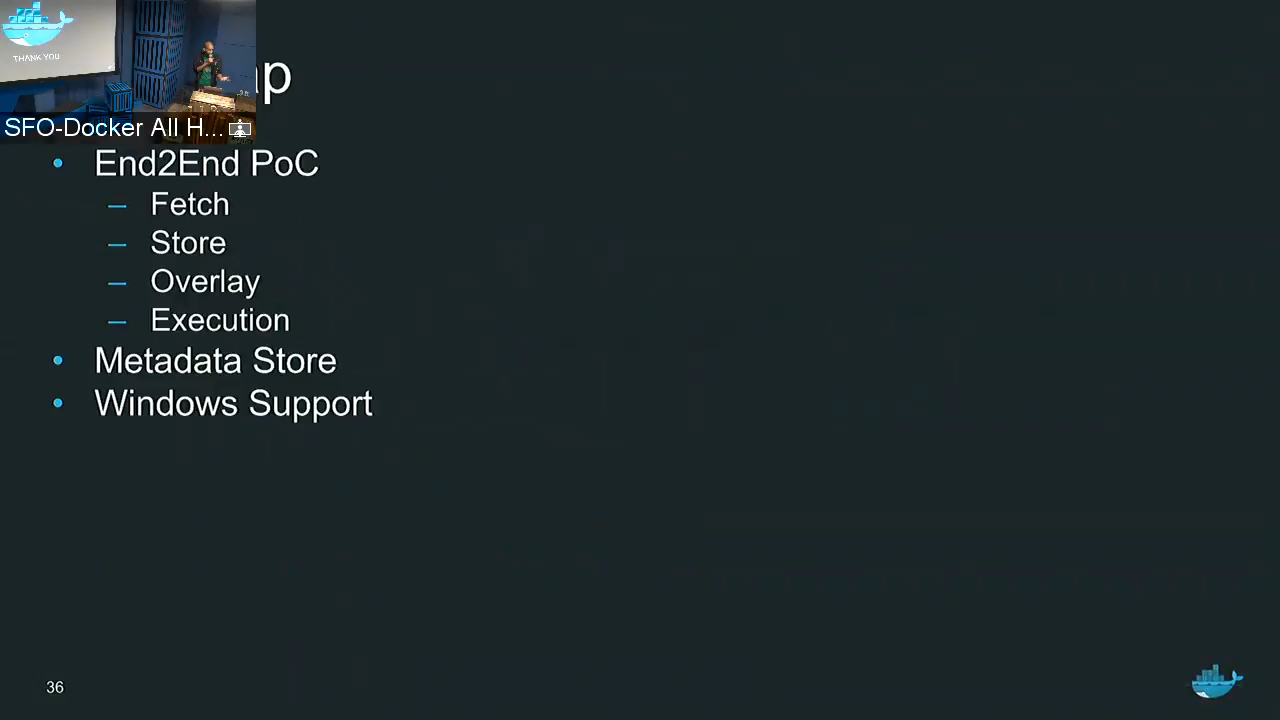 THANK YOU
SFO-Docker All H...
• End2End PoC
– Fetch
– Store
– Overlay
– Execution
• Metadata Store
• Windows Support
36